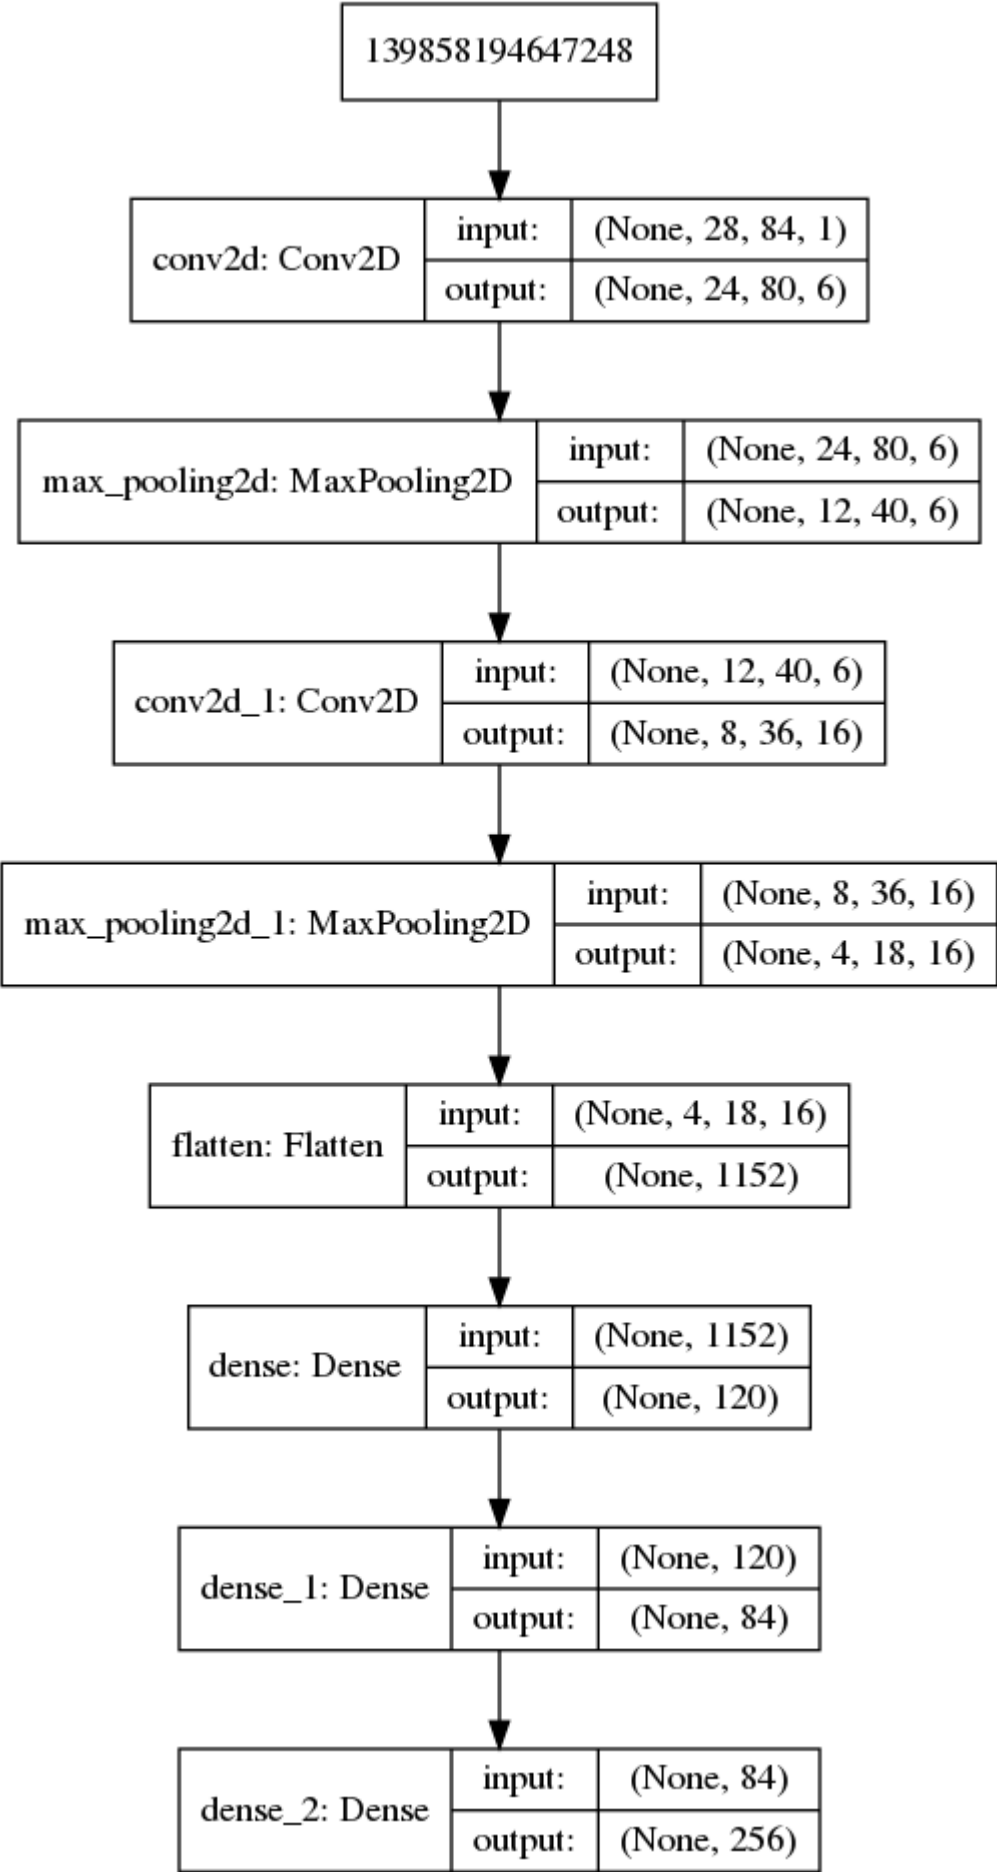 139858194647248
conv2d: Conv2D
input:
(None, 28, 84, 1)
output:
(None, 24, 80, 6)
max_pooling2d: MaxPooling2D
input:
(None, 24, 80, 6)
output:
(None, 12, 40, 6)
conv2d_1: Conv2D
input:
(None, 12, 40, 6)
output:
(None, 8, 36, 16)
max_pooling2d_1: MaxPooling2D
input:
(None, 8, 36, 16)
output:
(None, 4, 18, 16)
flatten: Flatten
input:
(None, 4, 18, 16)
output:
(None, 1152)
dense: Dense
input:
(None, 1152)
output:
(None, 120)
dense_1: Dense
input:
(None, 120)
output:
(None, 84)
dense_2: Dense
input:
(None, 84)
output:
(None, 256)